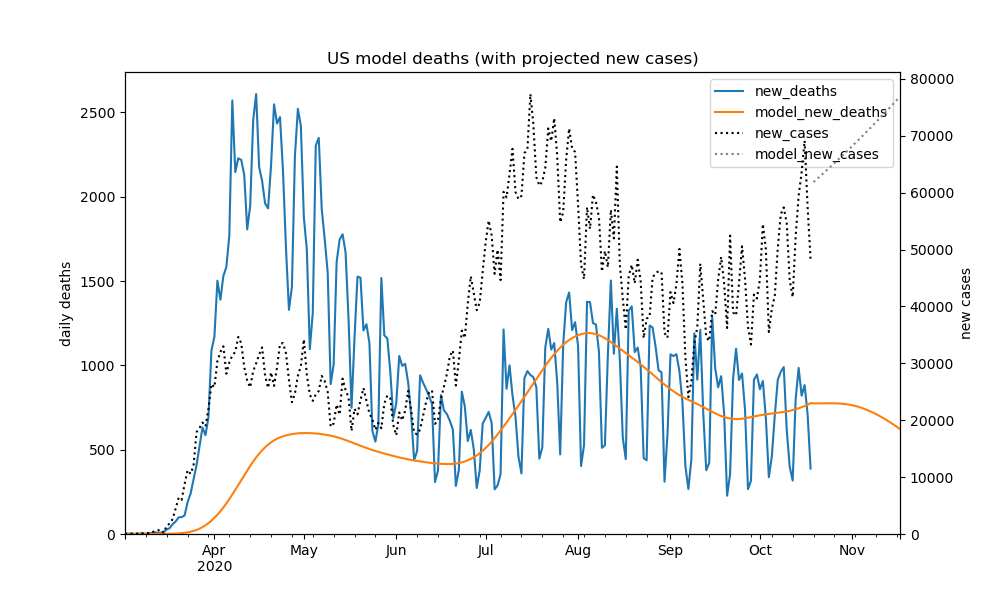 US model deaths (with projected new cases)
new_deaths
model_new_deaths
new_cases
model_new_cases
daily deaths
2500
2000
1500
1000
500
0
80000
70000
60000
50000
40000
30000
20000
10000
0
new cases
Apr May Jun Jul Aug Sep Oct Nov
2020